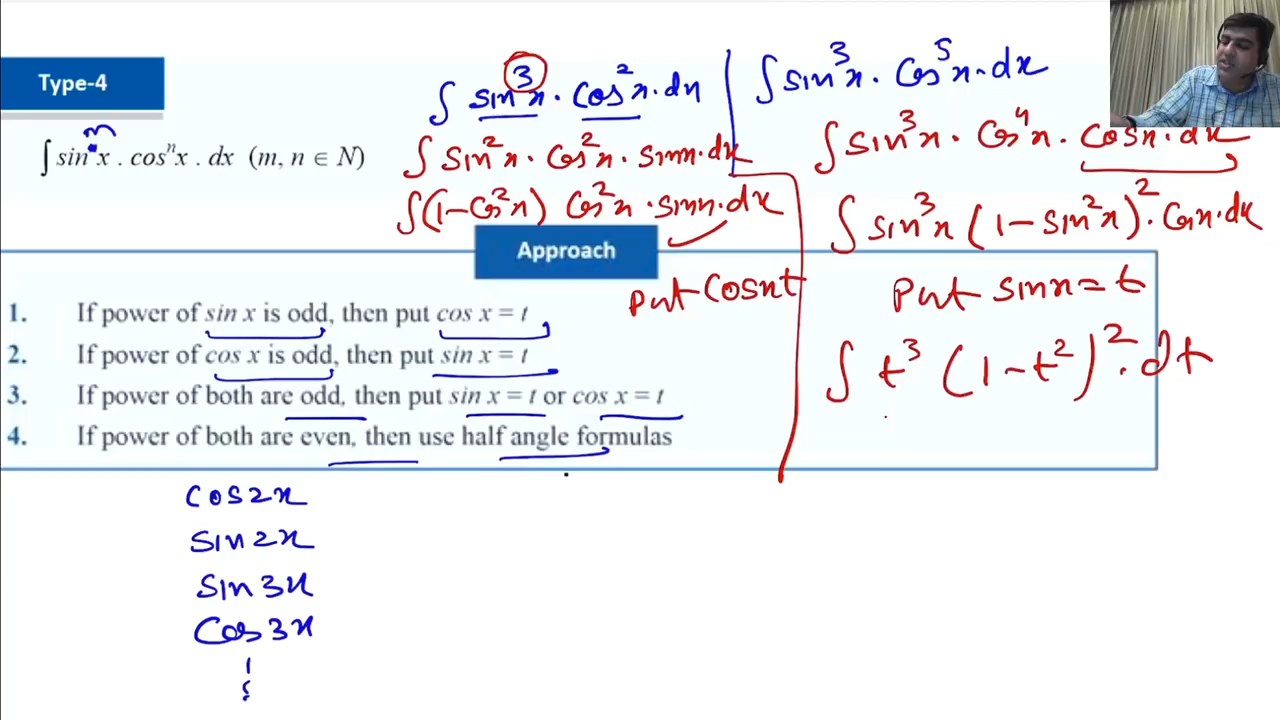 Type-4
∫ sin^m x . cos^n x . dx (m, n ∈ N)
∫ sin³x · cos²x · dx
∫ sin²x · cos²x · sinx · dx
∫(1-cos²x) cos²x · sinx · dx
put cosx t
∫ sin³x · cos⁵x · dx
∫ sin³x · cos⁴x · cosx · dx
∫ sin³x (1-sin²x)² · cosx · dx
put sinx = t
∫ t³ (1-t²)² · dt
Approach
1. If power of sin x is odd, then put cos x = t
2. If power of cos x is odd, then put sin x = t
3. If power of both are odd, then put sin x = t or cos x = t
4. If power of both are even, then use half angle formulas
cos2x
sin2x
sin3x
cos3x